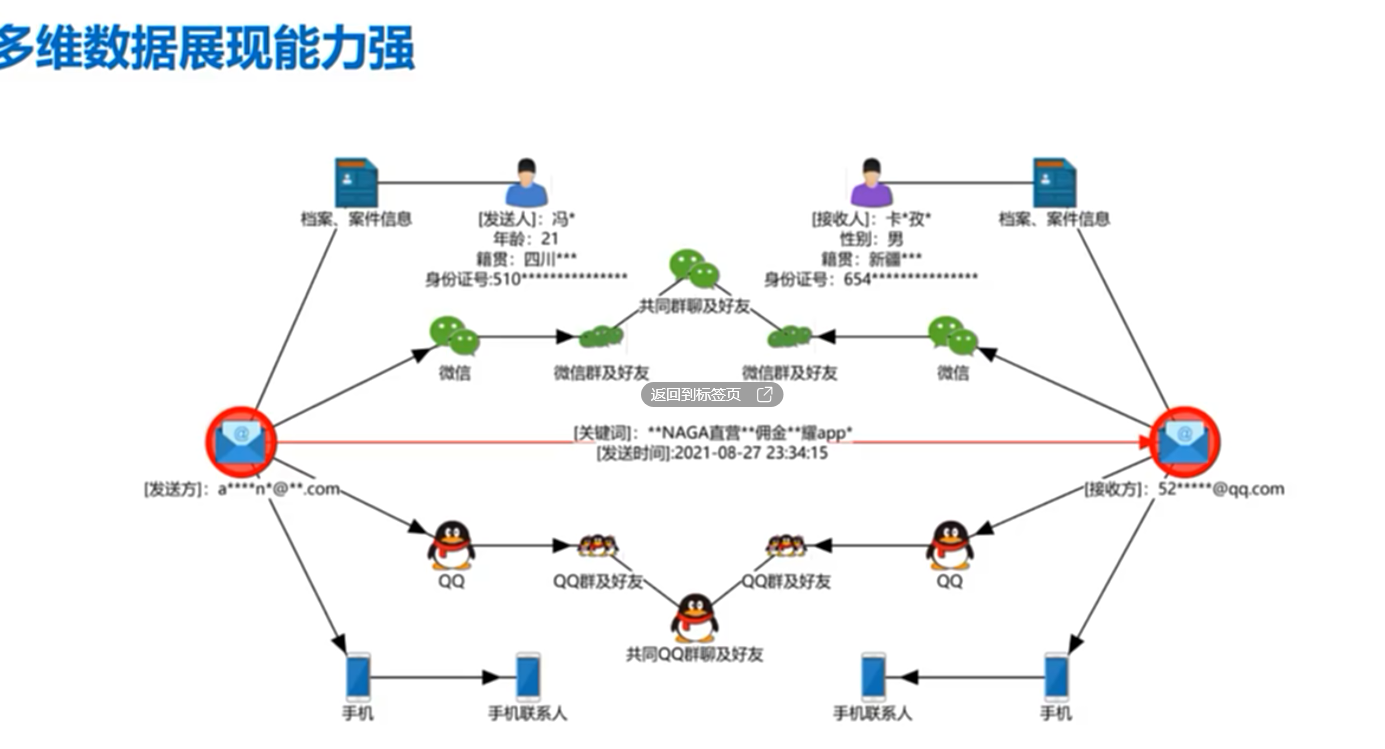 多维数据展现能力强
档案、案件信息
[发送人]：冯*
年龄：21
籍贯：四川***
身份证号:510***************
[接收人]：卡*孜*
性别：男
籍贯：新疆***
身份证号：654***************
档案、案件信息
共同群聊及好友
微信
微信群及好友
微信群及好友
微信
返回到标签页
[关键词]：**NAGA直营**佣金**耀app*
[发送时间]:2021-08-27 23:34:15
[发送方]：a****n*@**.com
[接收方]：52*****@qq.com
QQ
QQ群及好友
QQ群及好友
QQ
共同QQ群聊及好友
手机
手机联系人
手机联系人
手机